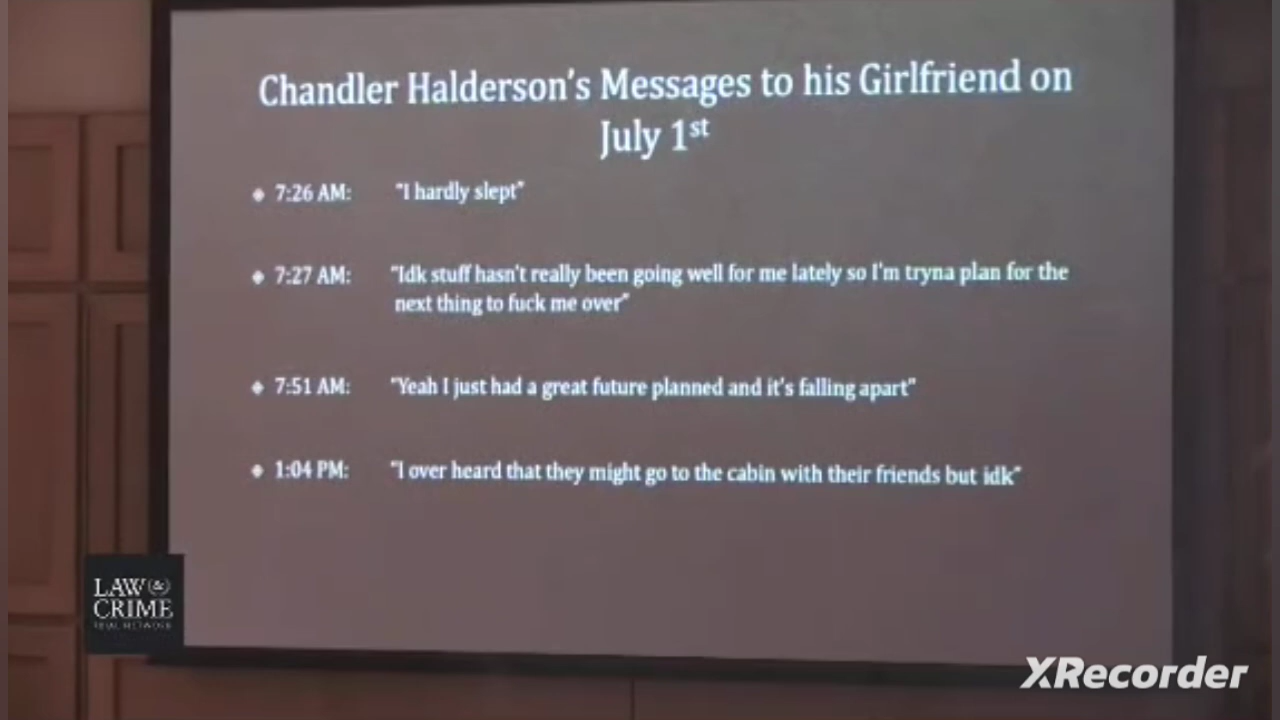 Chandler Halderson's Messages to his Girlfriend on
July 1st
7:26 AM: "I hardly slept"
7:27 AM: "Idk stuff hasn't really been going well for me lately so I'm tryna plan for the
next thing to fuck me over"
7:51 AM: "Yeah I just had a great future planned and it's falling apart"
1:04 PM: "I over heard that they might go to the cabin with their friends but idk"
LAW &
CRIME
TRIAL NETWORK
XRecorder